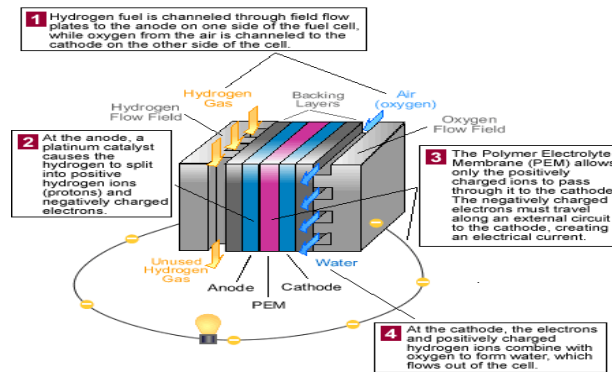 1 Hydrogen fuel is channeled through field flow
plates to the anode on one side of the fuel cell,
while oxygen from the air is channeled to the
cathode on the other side of the cell.
Hydrogen
Gas
Backing
Layers
Air
(oxygen)
Hydrogen
Flow Field
Oxygen
Flow Field
2 At the anode, a
platinum catalyst
causes the
hydrogen to split
into positive
hydrogen ions
(protons) and
negatively charged
electrons.
3 The Polymer Electrolyte
Membrane (PEM) allows
only the positively
charged ions to pass
through it to the cathode.
The negatively charged
electrons must travel
along an external circuit
to the cathode, creating
an electrical current.
Unused
Hydrogen
Gas
Anode
PEM
Cathode
Water
4 At the cathode, the electrons
and positively charged
hydrogen ions combine with
oxygen to form water, which
flows out of the cell.